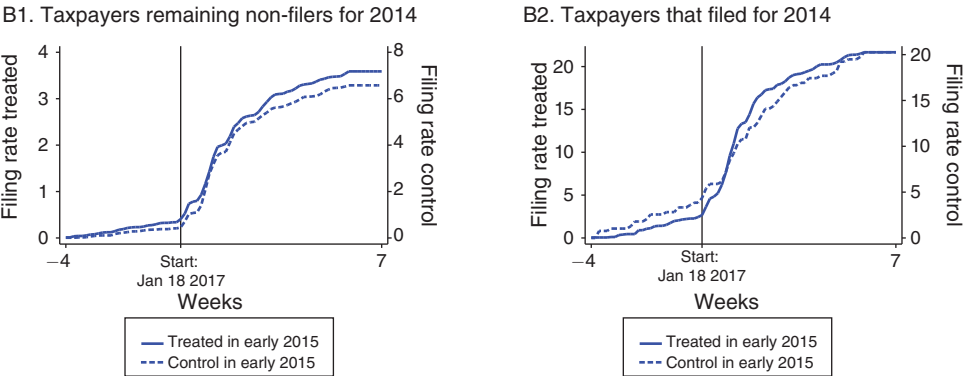 B1. Taxpayers remaining non-filers for 2014
Filing rate treated
4
3
2
1
0
8
6
4
2
0
Filing rate control
−4
Start:
Jan 18 2017
7
Weeks
Treated in early 2015
Control in early 2015
B2. Taxpayers that filed for 2014
Filing rate treated
20
15
10
5
0
20
15
10
5
0
Filing rate control
−4
Start:
Jan 18 2017
7
Weeks
Treated in early 2015
Control in early 2015